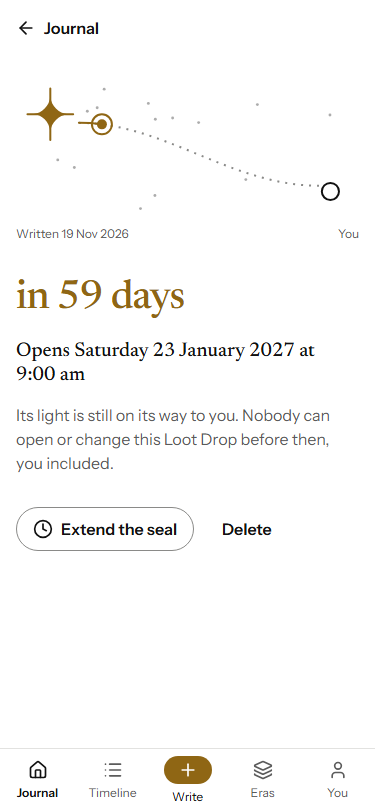 Journal
Written 19 Nov 2026
You
in 59 days
Opens Saturday 23 January 2027 at
9:00 am
Its light is still on its way to you. Nobody can
open or change this Loot Drop before then,
you included.
Extend the seal
Delete
Journal
Timeline
Write
Eras
You